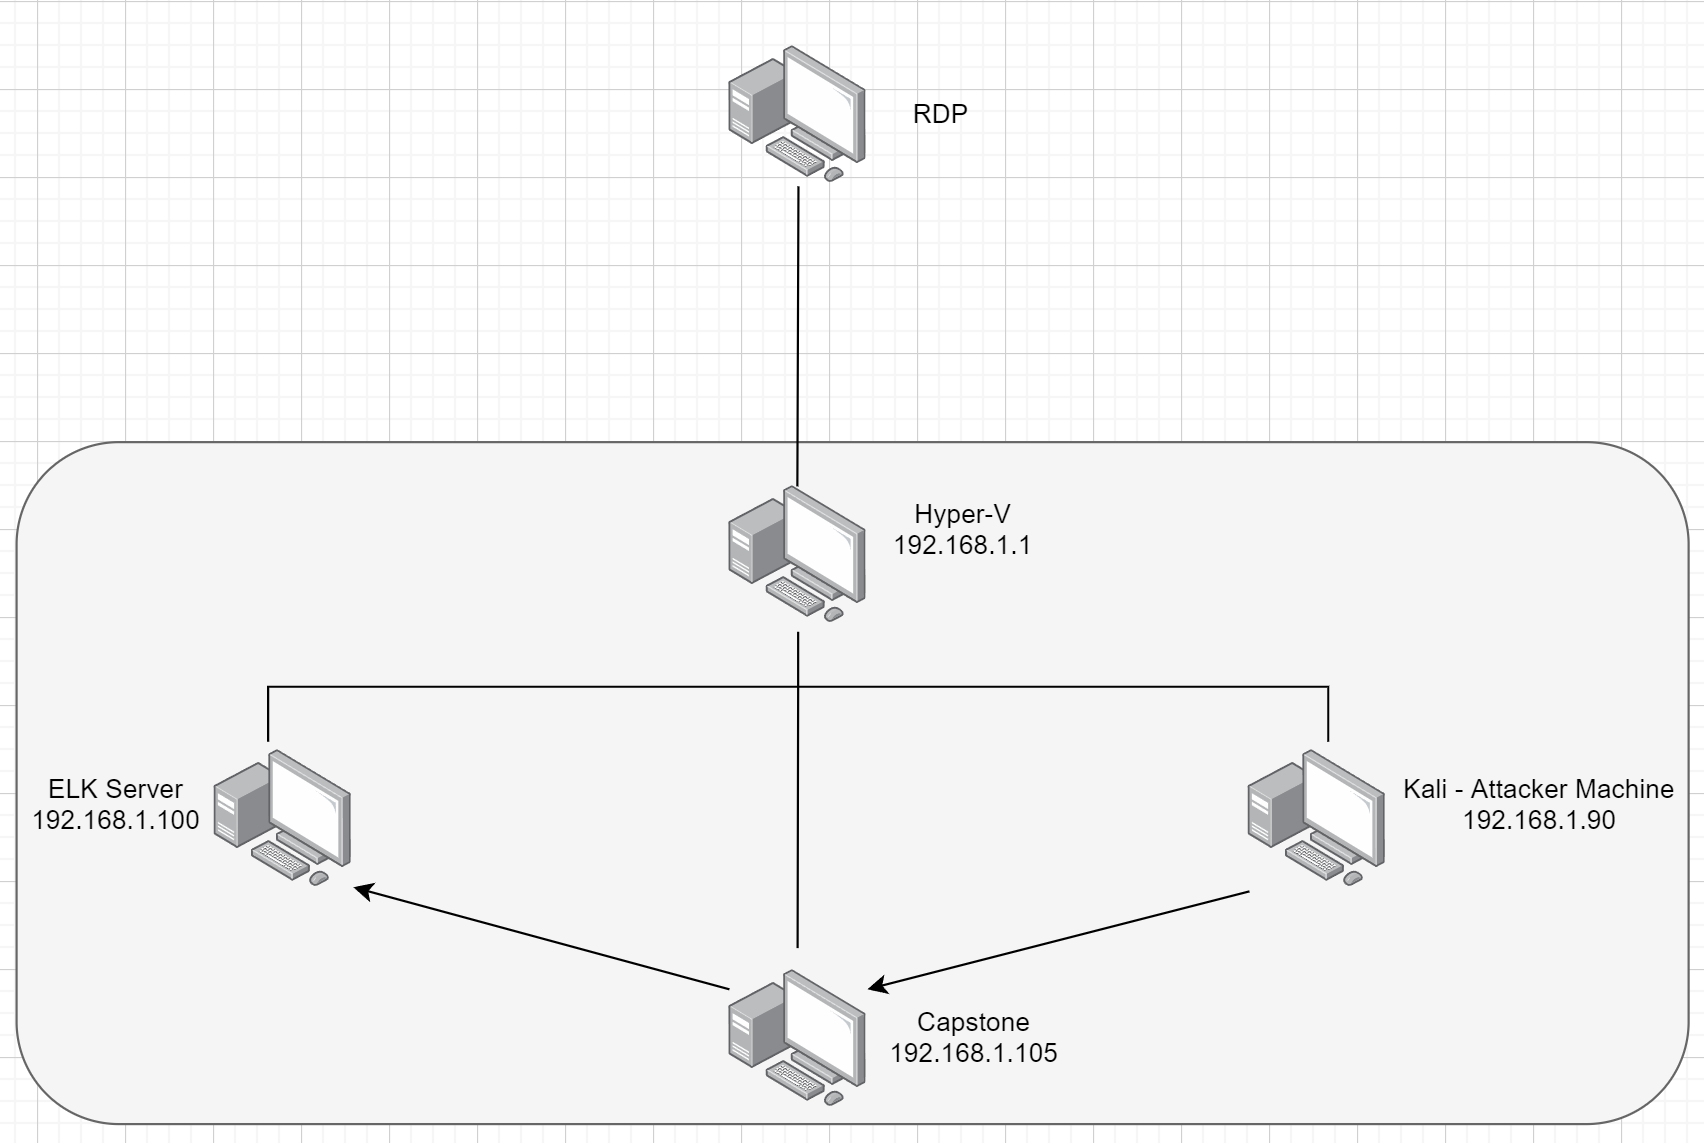 RDP
Hyper-V
192.168.1.1
ELK Server
192.168.1.100
Kali - Attacker Machine
192.168.1.90
Capstone
192.168.1.105